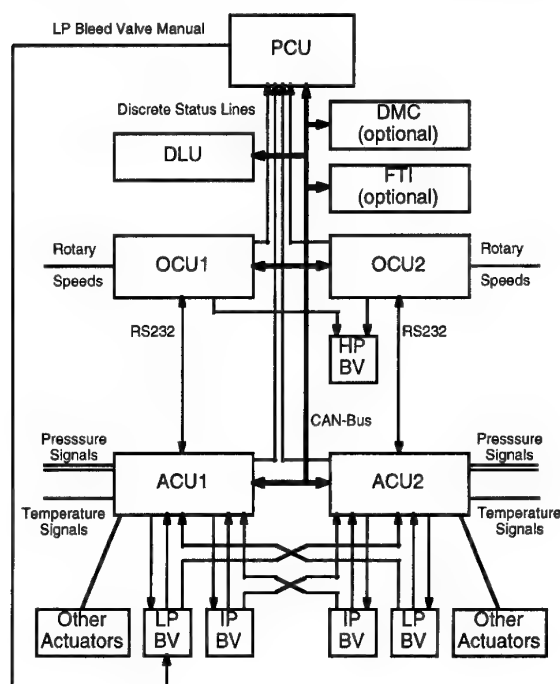 LP Bleed Valve Manual
PCU
Discrete Status Lines
DMC
(optional)
DLU
FTI
(optional)
Rotary
Speeds
OCU1
OCU2
Rotary
Speeds
RS232
HP
BV
RS232
CAN-Bus
Presssure
Signals
ACU1
ACU2
Presssure
Signals
Temperature
Signals
Temperature
Signals
Other
Actuators
LP
BV
IP
BV
IP
BV
LP
BV
Other
Actuators